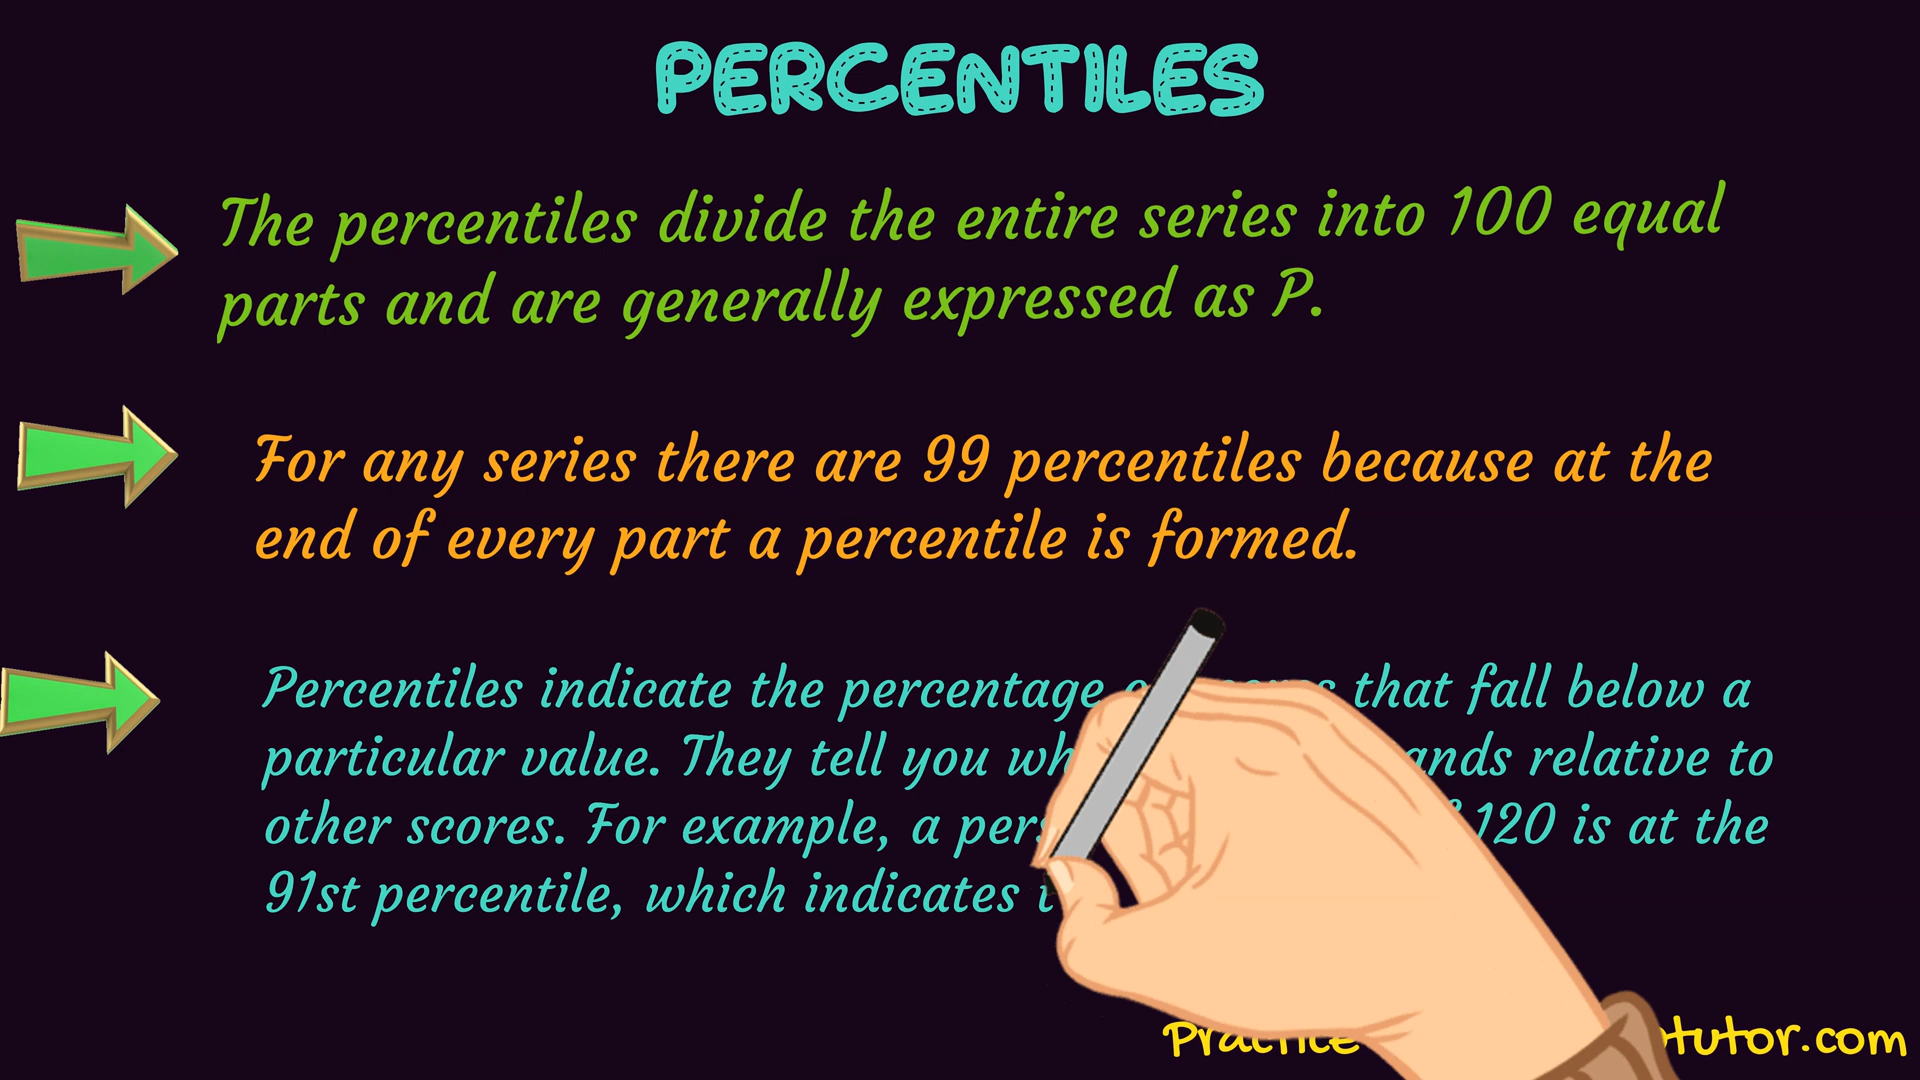 PERCENTILES
The percentiles divide the entire series into 100 equal
parts and are generally expressed as P.
For any series there are 99 percentiles because at the
end of every part a percentile is formed.
Percentiles indicate the percentage that fall below a
particular value. They tell you relative to
other scores. For example, a 120 is at the
91st percentile, which indicates
Practice